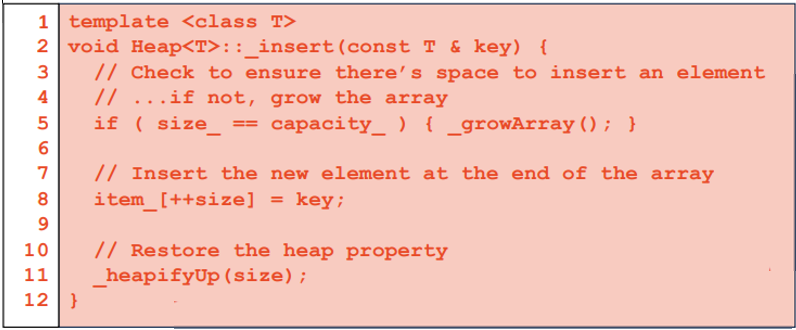 1 template <class T>
2 void Heap<T>::_insert(const T & key) {
3 // Check to ensure there’s space to insert an element
4 // ...if not, grow the array
5 if ( size_ == capacity_ ) { _growArray(); }
6
7 // Insert the new element at the end of the array
8 item_[++size] = key;
9
10 // Restore the heap property
11 _heapifyUp(size);
12 }